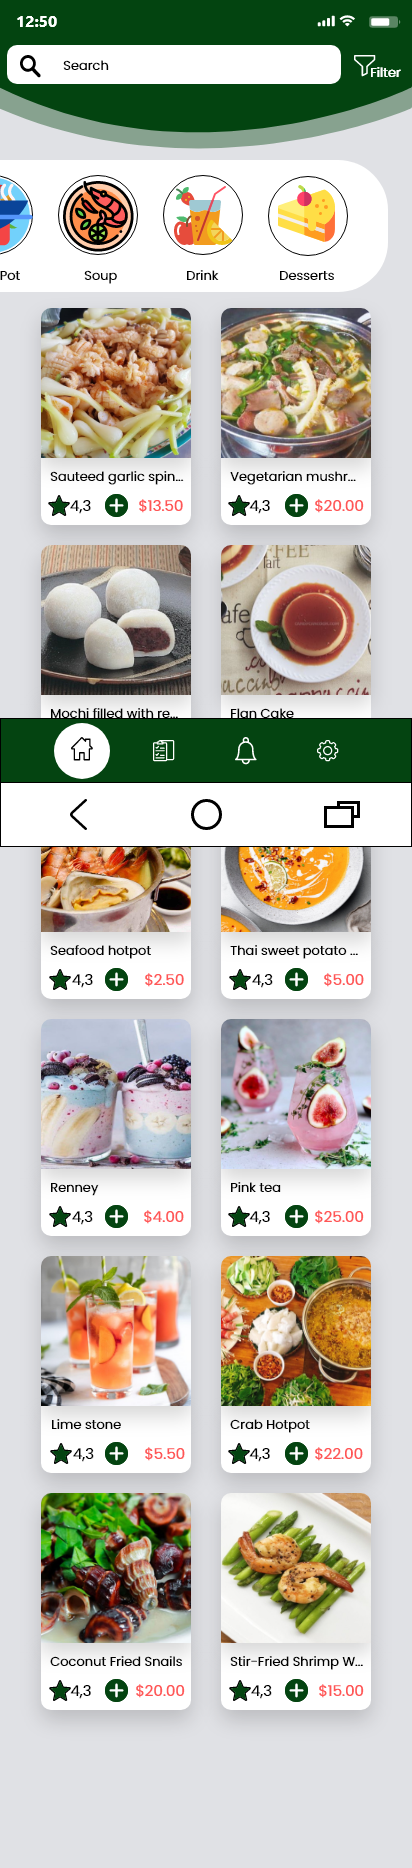 12:50
Search
Filter
Pot
Soup
Drink
Desserts
Sauteed garlic spin...
Vegetarian mushr...
4,3
$13.50
4,3
$20.00
Mochi filled with re...
Flan Cake
Seafood hotpot
Thai sweet potato ...
4,3
$2.50
4,3
$5.00
Renney
Pink tea
4,3
$4.00
4,3
$25.00
Lime stone
Crab Hotpot
4,3
$5.50
4,3
$22.00
Coconut Fried Snails
Stir-Fried Shrimp W...
4,3
$20.00
4,3
$15.00